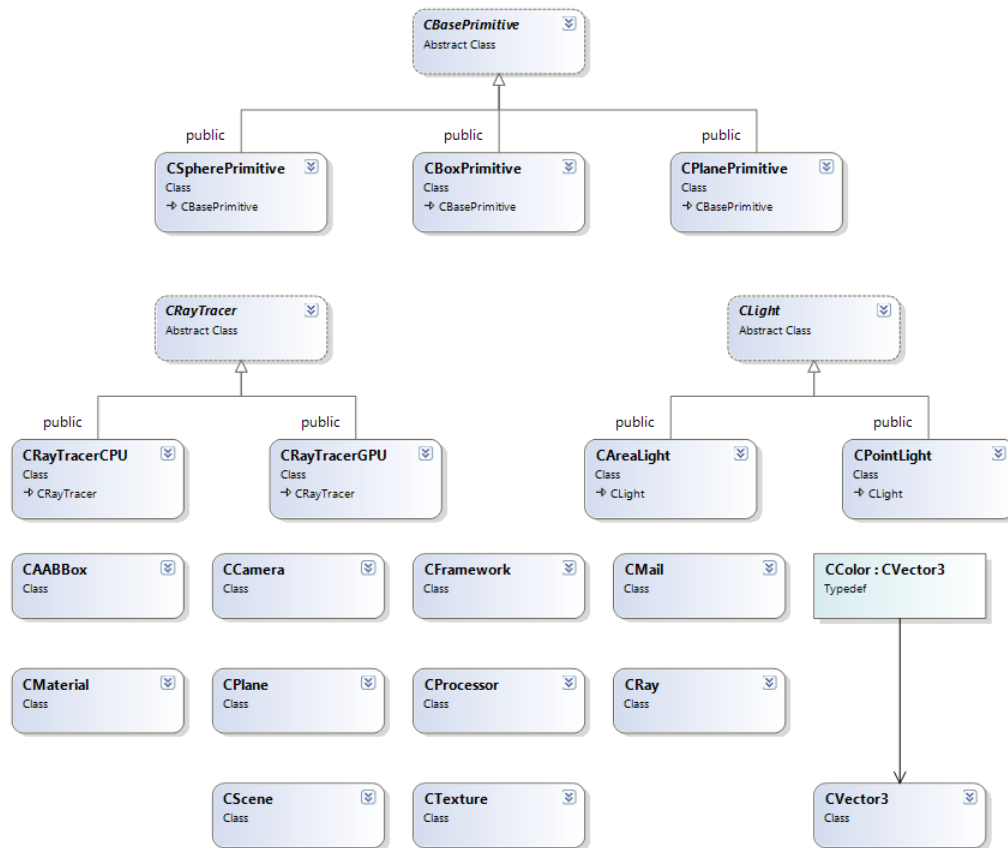 CBasePrimitive
Abstract Class
public
public
public
CSpherePrimitive
Class
CBasePrimitive
CBoxPrimitive
Class
CBasePrimitive
CPlanePrimitive
Class
CBasePrimitive
CRayTracer
Abstract Class
CLight
Abstract Class
public
public
public
public
CRayTracerCPU
Class
CRayTracer
CRayTracerGPU
Class
CRayTracer
CAreaLight
Class
CLight
CPointLight
Class
CLight
CAABBox
Class
CCamera
Class
CFramework
Class
CMail
Class
CColor : CVector3
Typedef
CMaterial
Class
CPlane
Class
CProcessor
Class
CRay
Class
CScene
Class
CTexture
Class
CVector3
Class